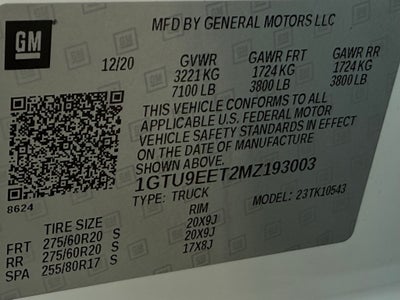 GM
MFD BY GENERAL MOTORS LLC
12/20 GVWR GAWR FRT GAWR RR
3221 KG 1724 KG 1724 KG
7100 LB 3800 LB 3800 LB
THIS VEHICLE CONFORMS TO ALL
APPLICABLE U.S. FEDERAL MOTOR
VEHICLE SAFETY STANDARDS IN EFFECT
ON THE DATE OF MANUFACTURE
SHOWN ABOVE.
1GTU9EET2MZ193003
8624
TYPE: TRUCK MODEL: 23TK10543
TIRE SIZE RIM
FRT 275/60R20 S 20X9J
RR 275/60R20 S 20X9J
SPA 255/80R17 S 17X8J